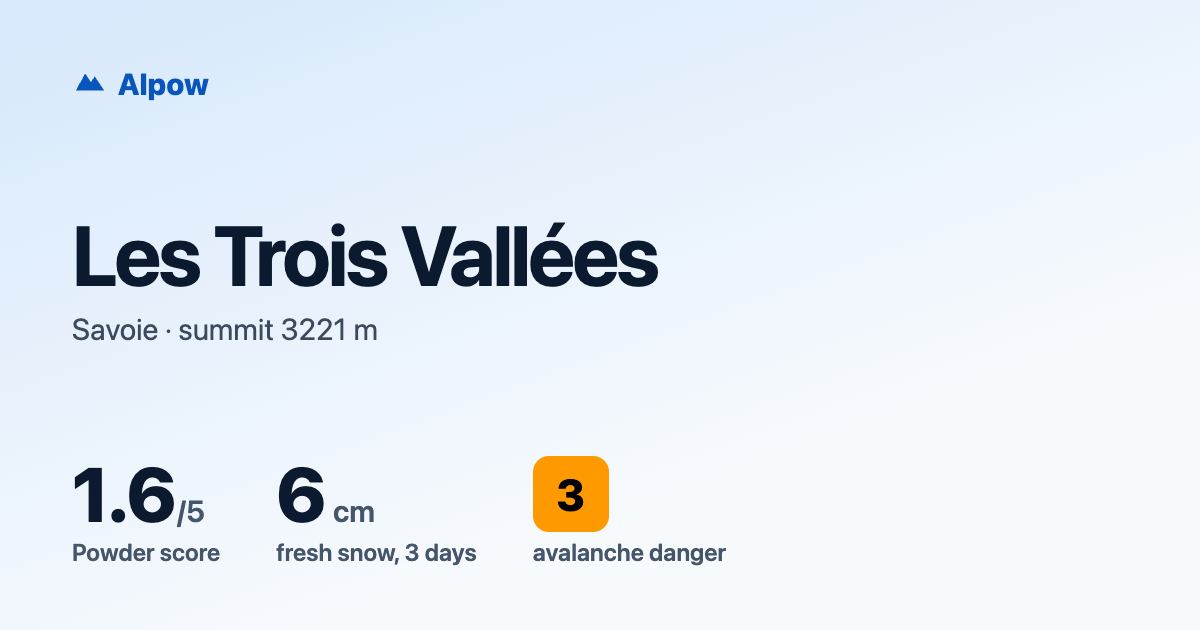 Alpow
Les Trois Vallées
Savoie · summit 3221 m
1.6/5
Powder score
6 cm
fresh snow, 3 days
3
avalanche danger